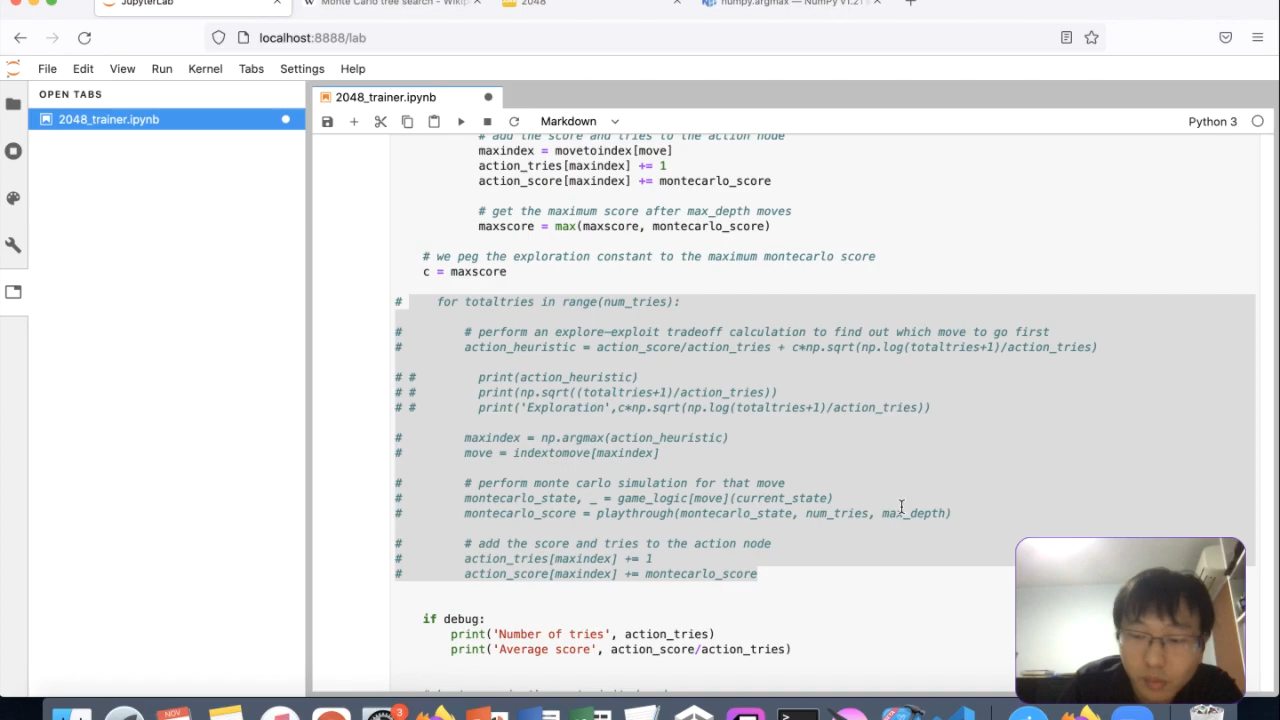 JupyterLab
Monte Carlo tree search - Wikip
2048
numpy.argmax — NumPy v1.21
localhost:8888/lab
File Edit View Run Kernel Tabs Settings Help
OPEN TABS
2048_trainer.ipynb
2048_trainer.ipynb
Markdown
Python 3
# add the score and tries to the action node
maxindex = movetoindex[move]
action_tries[maxindex] += 1
action_score[maxindex] += montecarlo_score
# get the maximum score after max_depth moves
maxscore = max(maxscore, montecarlo_score)
# we peg the exploration constant to the maximum montecarlo score
c = maxscore
# for totaltries in range(num_tries):
# # perform an explore-exploit tradeoff calculation to find out which move to go first
# action_heuristic = action_score/action_tries + c*np.sqrt(np.log(totaltries+1)/action_tries)
# # print(action_heuristic)
# # print(np.sqrt((totaltries+1)/action_tries))
# # print('Exploration',c*np.sqrt(np.log(totaltries+1)/action_tries))
# maxindex = np.argmax(action_heuristic)
# move = indextomove[maxindex]
# # perform monte carlo simulation for that move
# montecarlo_state, _ = game_logic[move](current_state)
# montecarlo_score = playthrough(montecarlo_state, num_tries, max_depth)
# # add the score and tries to the action node
# action_tries[maxindex] += 1
# action_score[maxindex] += montecarlo_score
if debug:
print('Number of tries', action_tries)
print('Average score', action_score/action_tries)
NOV
3